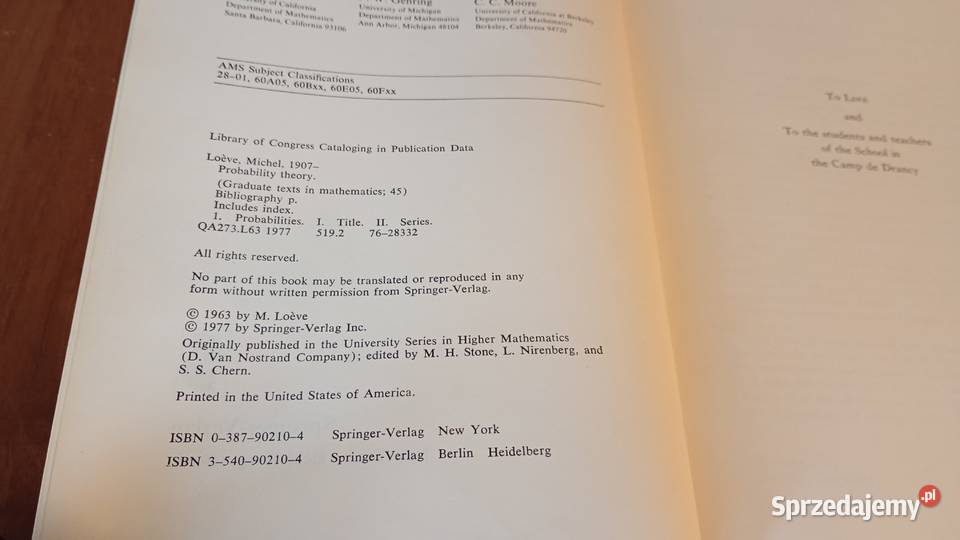 University of California
Department of Mathematics
Santa Barbara, California 93106
Gehring
University of Michigan
Department of Mathematics
Ann Arbor, Michigan 48104
C. C. Moore
University of California at Berkeley
Department of Mathematics
Berkeley, California 94720
AMS Subject Classifications
28–01, 60A05, 60Bxx, 60E05, 60Fxx
Library of Congress Cataloging in Publication Data
Loève, Michel, 1907–
Probability theory.
(Graduate texts in mathematics; 45)
Bibliography p.
Includes index.
1. Probabilities. I. Title. II. Series.
QA273.L63 1977 519.2 76–28332
All rights reserved.
No part of this book may be translated or reproduced in any
form without written permission from Springer-Verlag.
© 1963 by M. Loève
© 1977 by Springer-Verlag Inc.
Originally published in the University Series in Higher Mathematics
(D. Van Nostrand Company); edited by M. H. Stone, L. Nirenberg, and
S. S. Chern.
Printed in the United States of America.
ISBN 0–387–90210–4 Springer-Verlag New York
ISBN 3–540–90210–4 Springer-Verlag Berlin Heidelberg
To Line
and
To the students and teachers
of the School in
the Camp de Drancy
Sprzedajemy.pl